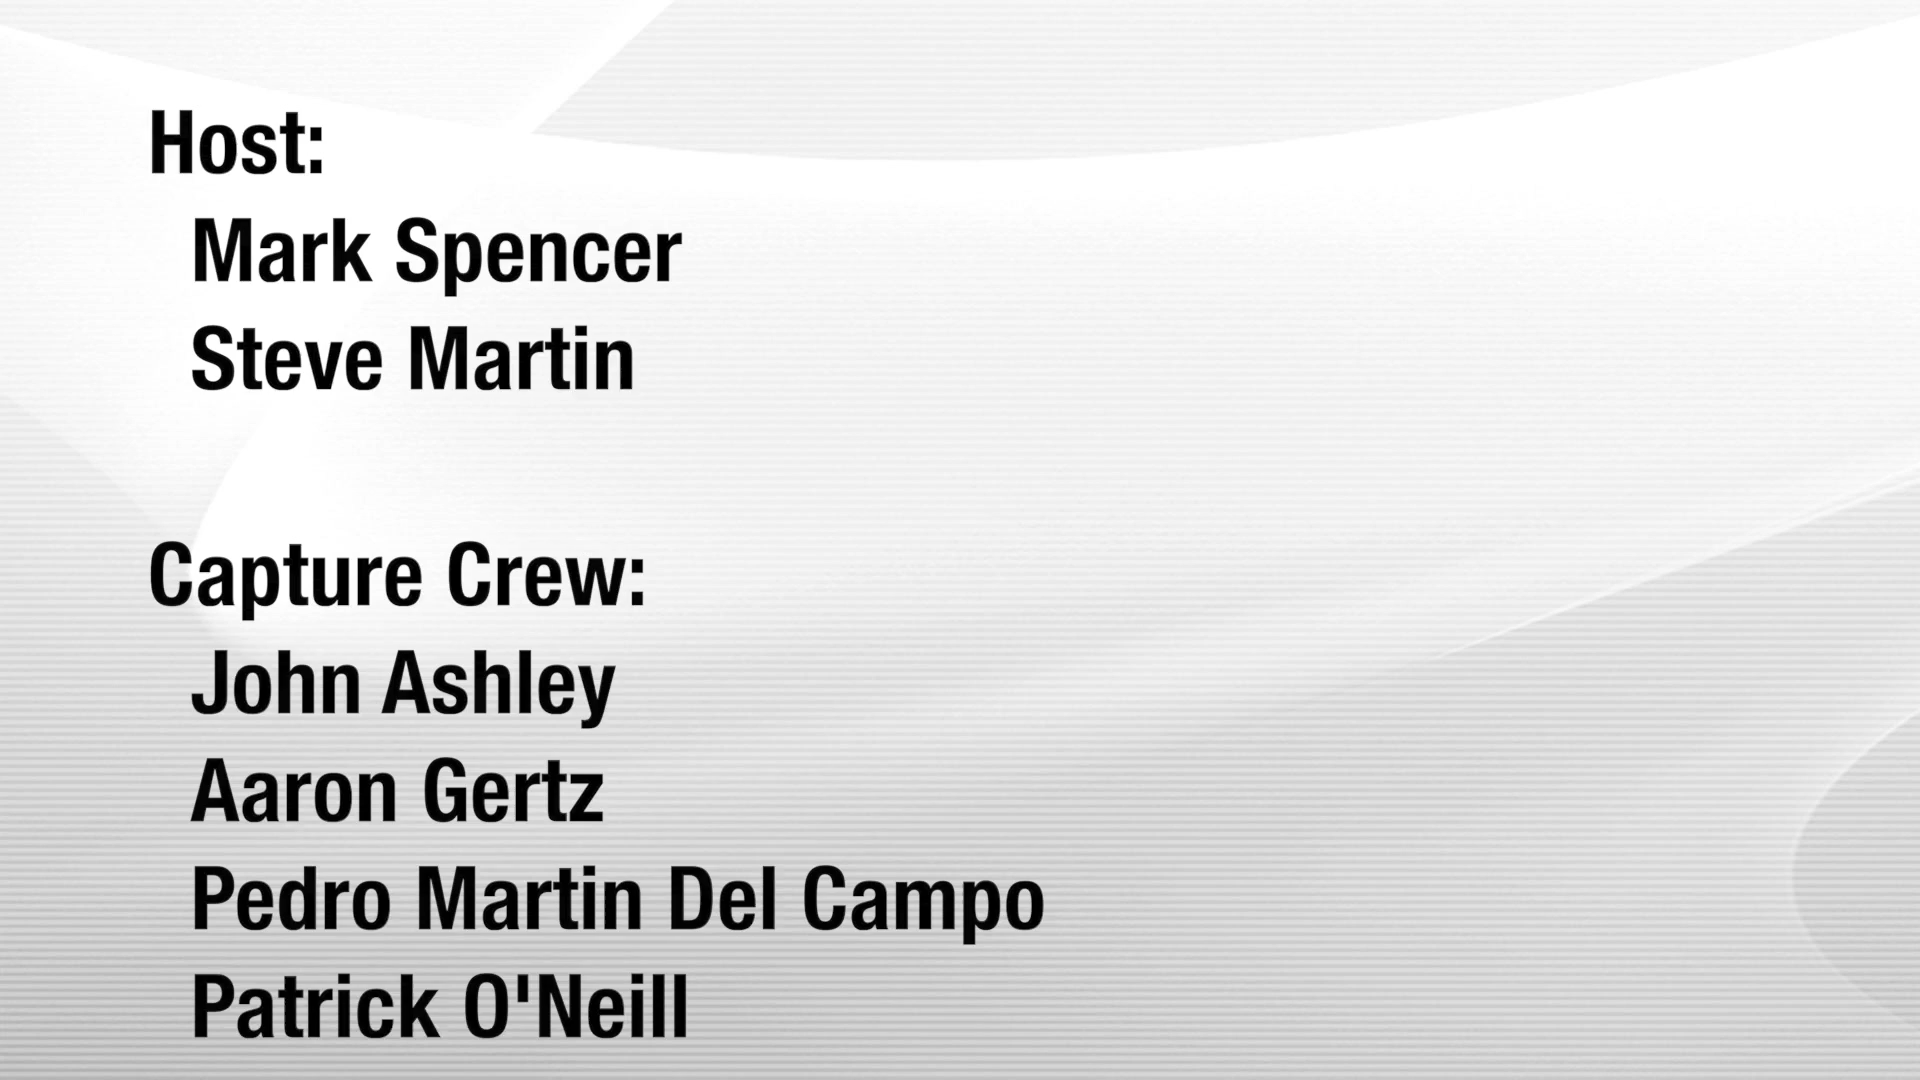 Host:
Mark Spencer
Steve Martin
Capture Crew:
John Ashley
Aaron Gertz
Pedro Martin Del Campo
Patrick O'Neill